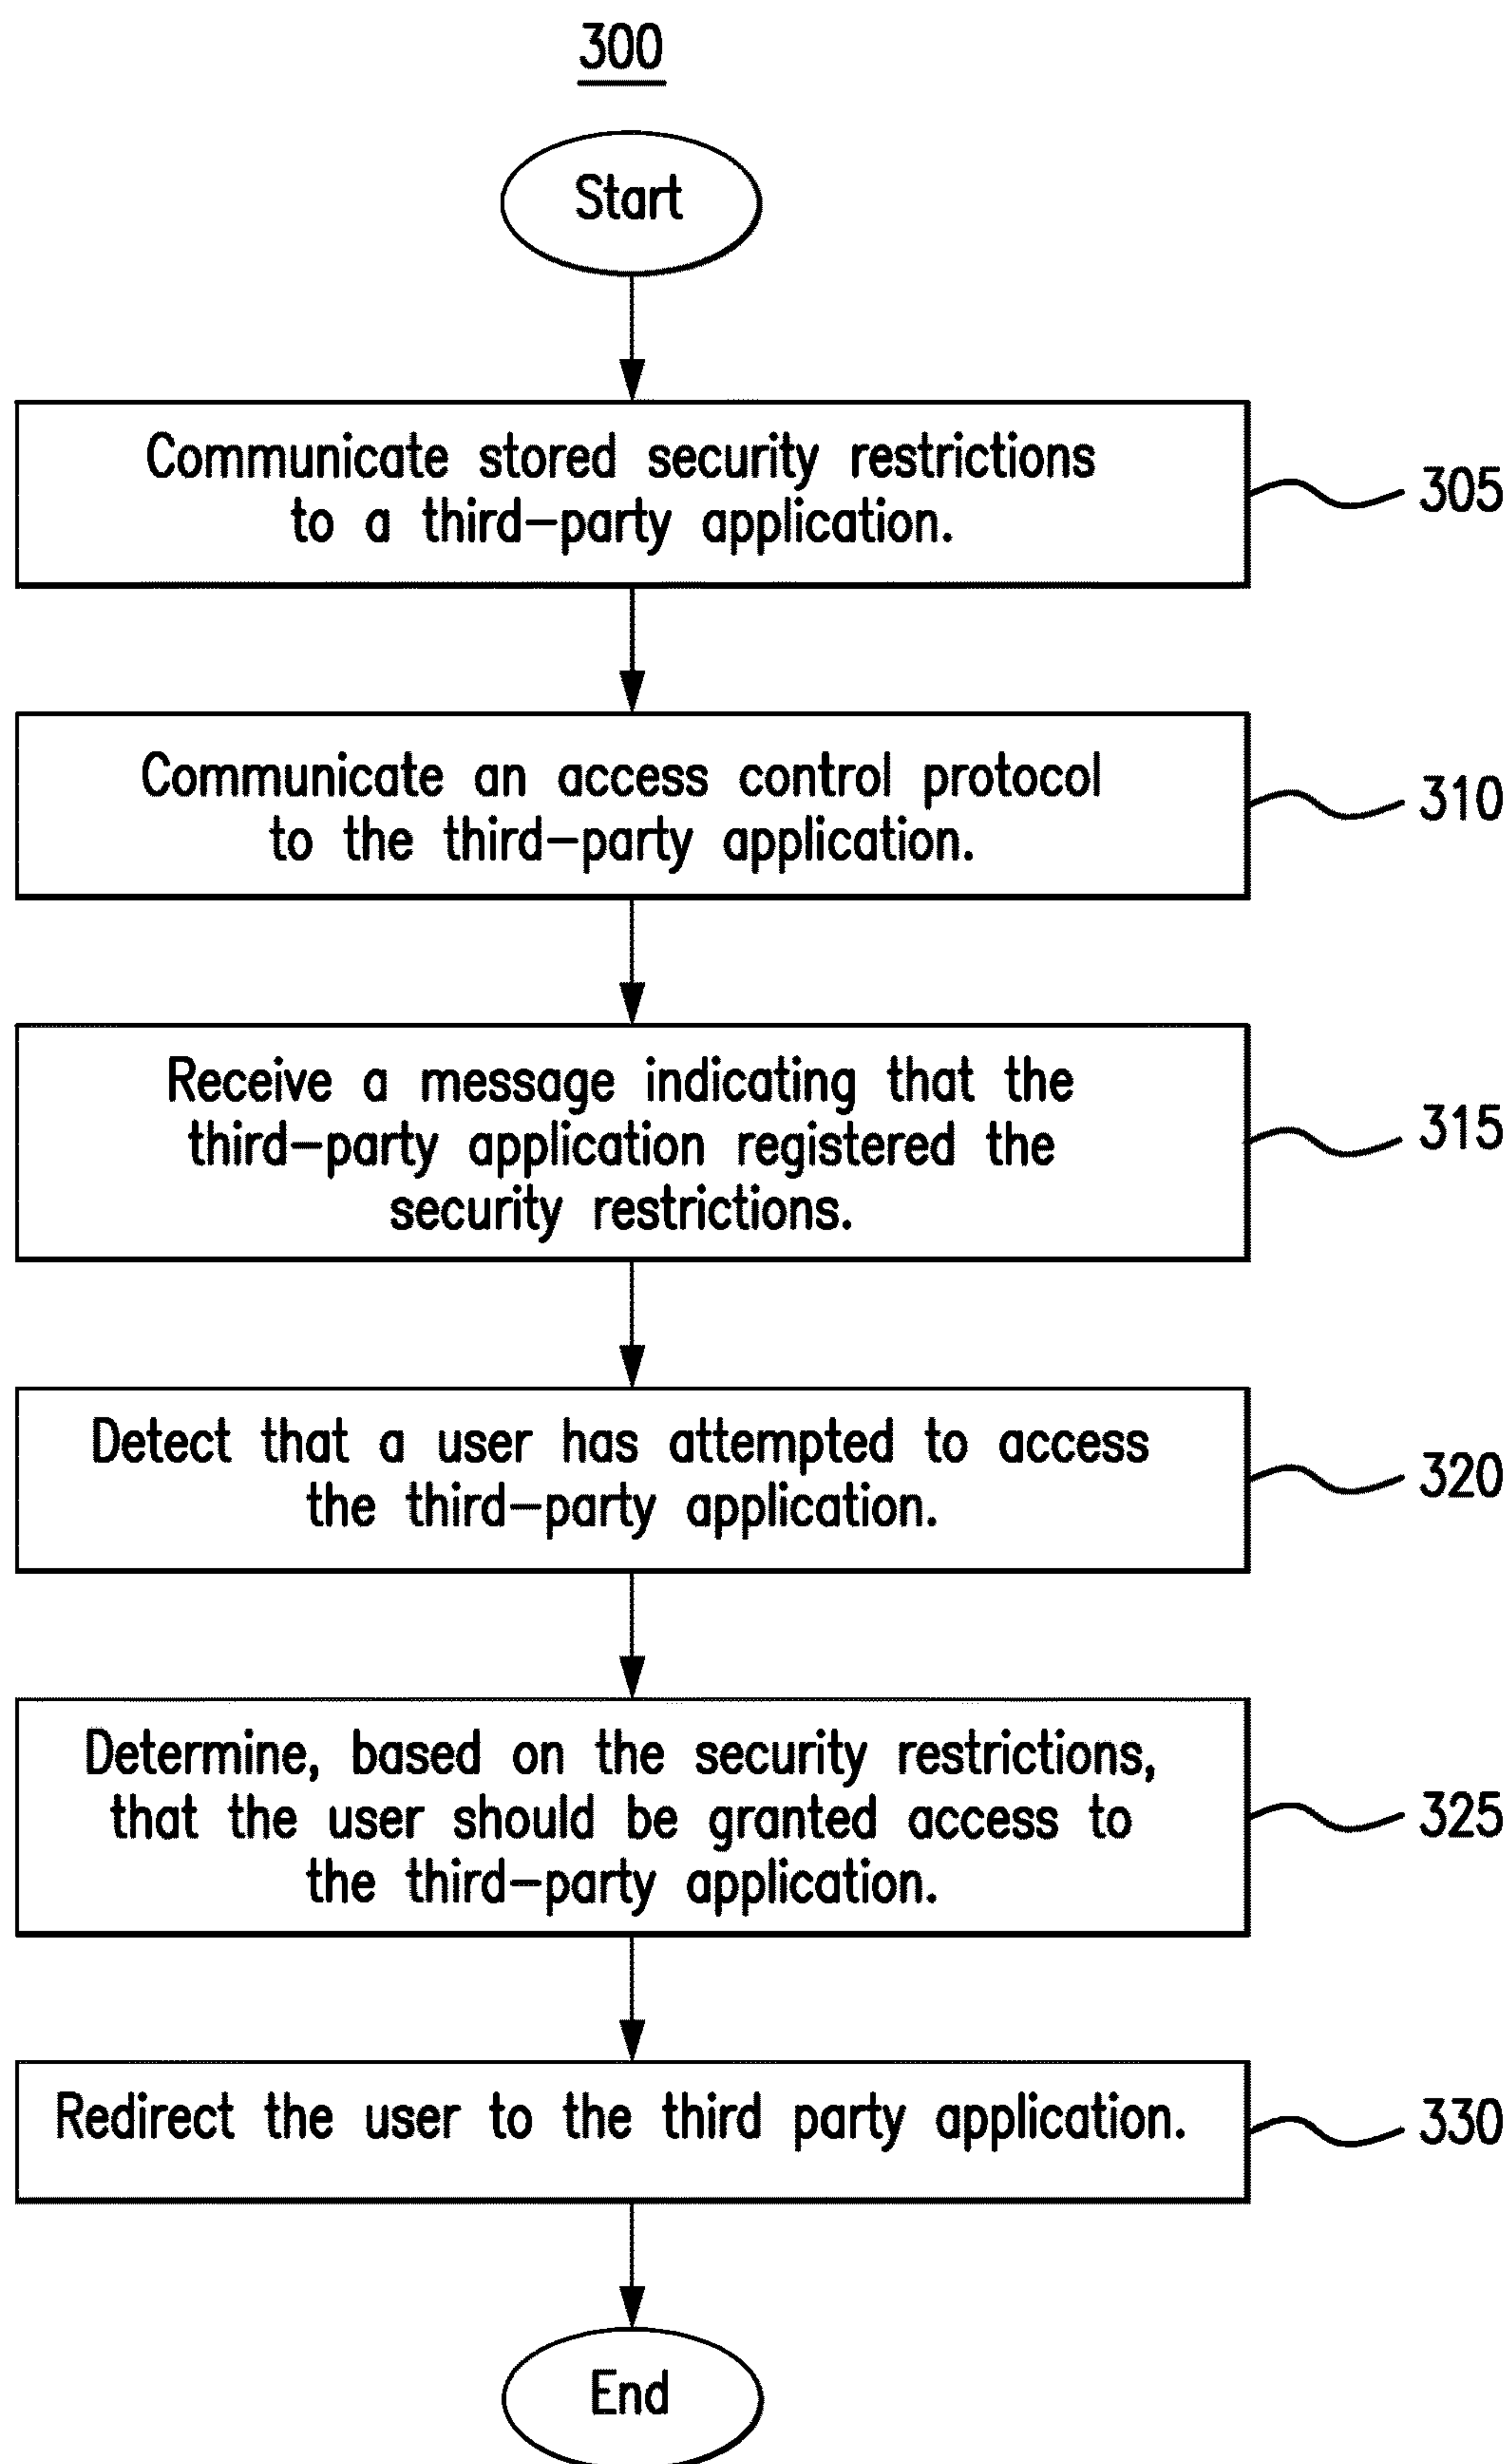 300
Start
Communicate stored security restrictions
to a third-party application.
305
Communicate an access control protocol
to the third-party application.
310
Receive a message indicating that the
third-party application registered the
security restrictions.
315
Detect that a user has attempted to access
the third-party application.
320
Determine, based on the security restrictions,
that the user should be granted access to
the third-party application.
325
Redirect the user to the third party application.
330
End